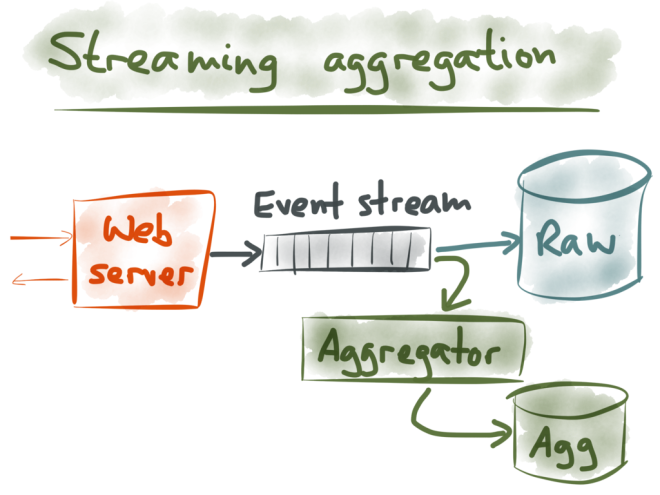 Streaming aggregation
Event stream
Web
server
Raw
Aggregator
Agg